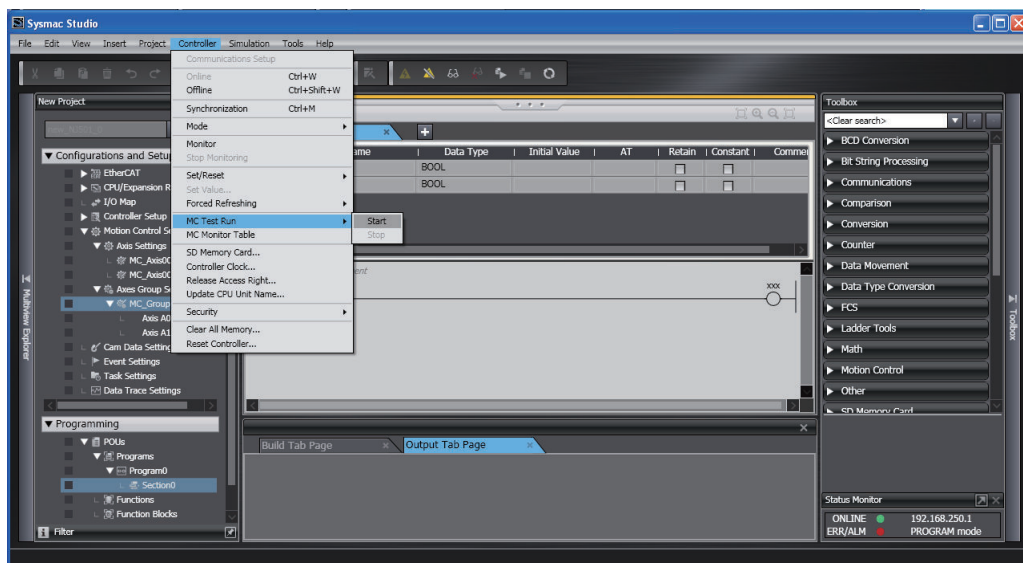 Sysmac Studio
File Edit View Insert Project Controller Simulation Tools Help
Communications Setup
Online Ctrl+W
Offline Ctrl+Shift+W
Synchronization Ctrl+M
Mode
Monitor
Stop Monitoring
Set/Reset
Set Value...
Forced Refreshing
MC Test Run
MC Monitor Table
SD Memory Card...
Controller Clock...
Release Access Right...
Update CPU Unit Name...
Security
Clear All Memory...
Reset Controller...
Start
Stop
New Project
Configurations and Setu
EtherCAT
CPU/Expansion R
I/O Map
Controller Setup
Motion Control Se
Axis Settings
MC_Axis00
MC_Axis00
Axes Group Se
MC_Group
Axis A0
Axis A1
Cam Data Setting
Event Settings
Task Settings
Data Trace Settings
Programming
POUs
Programs
Program0
Section0
Functions
Function Blocks
Filter
Multiview Explorer
ame Data Type Initial Value AT Retain Constant Commen
BOOL
BOOL
xxx
Build Tab Page Output Tab Page
Toolbox
<Clear search>
BCD Conversion
Bit String Processing
Communications
Comparison
Conversion
Counter
Data Movement
Data Type Conversion
FCS
Ladder Tools
Math
Motion Control
Other
SD Memory Card
Toolbox
Status Monitor
ONLINE 192.168.250.1
ERR/ALM PROGRAM mode